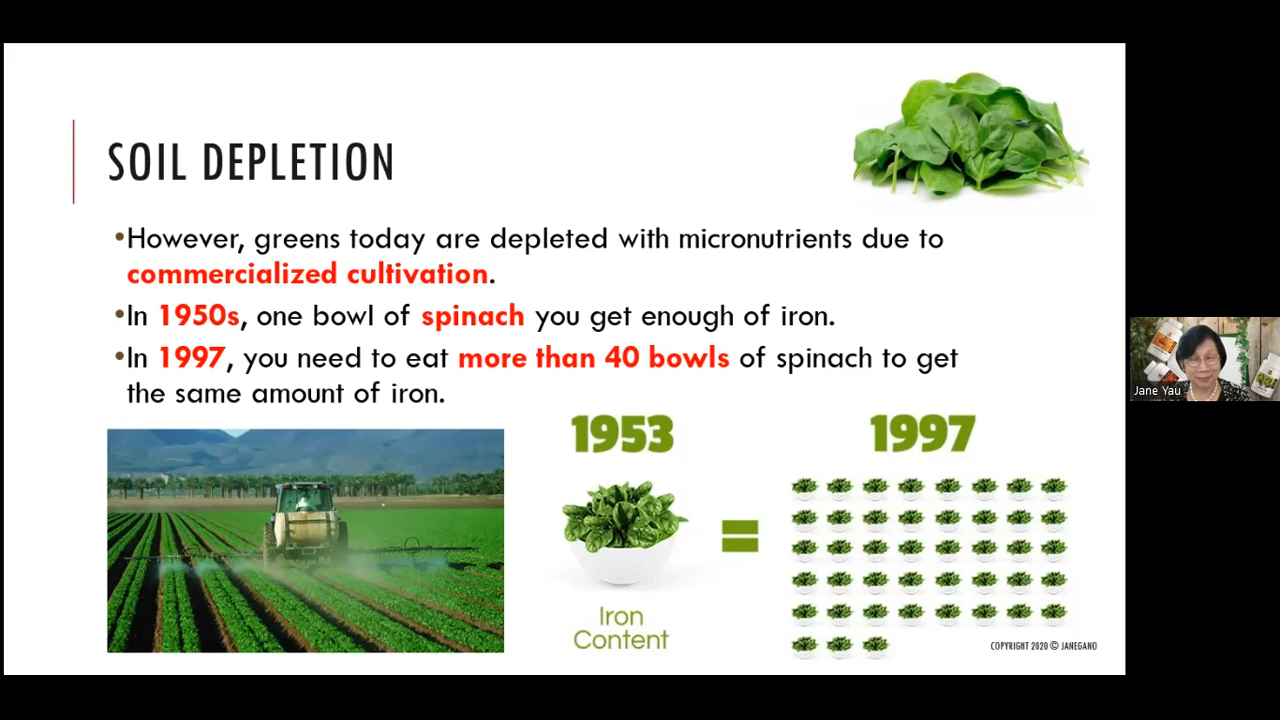 SOIL DEPLETION
•However, greens today are depleted with micronutrients due to
commercialized cultivation.
•In 1950s, one bowl of spinach you get enough of iron.
•In 1997, you need to eat more than 40 bowls of spinach to get
the same amount of iron.
1953
=
1997
Iron
Content
COPYRIGHT 2020 © JANEGANO
Jane Yau